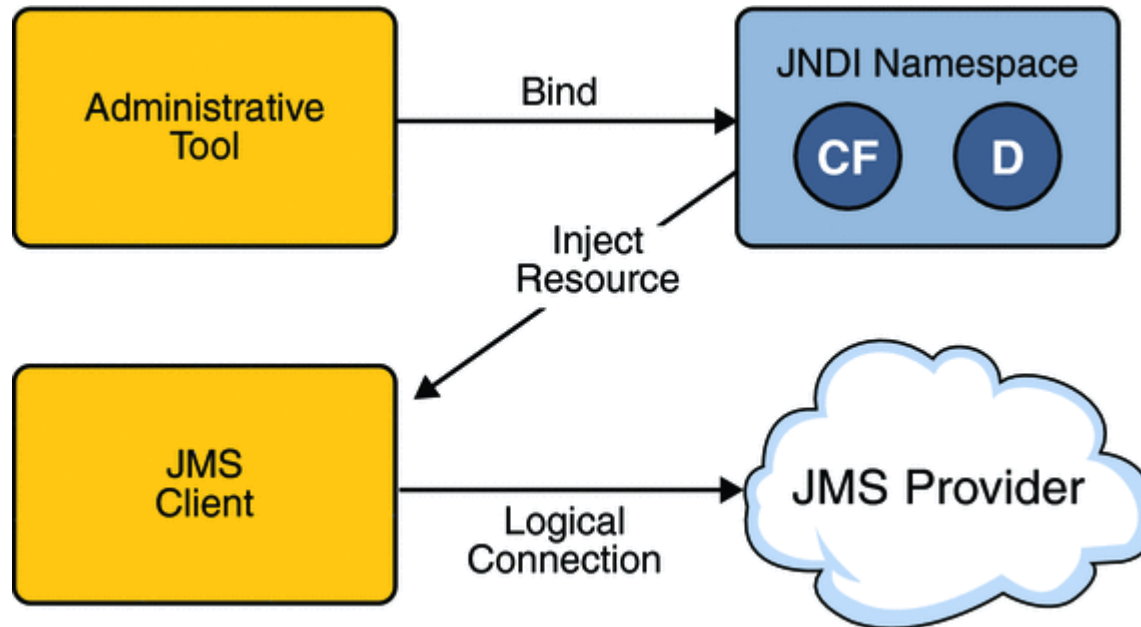 Administrative
Tool
Bind
JNDI Namespace
CF
D
Inject
Resource
JMS
Client
Logical
Connection
JMS Provider